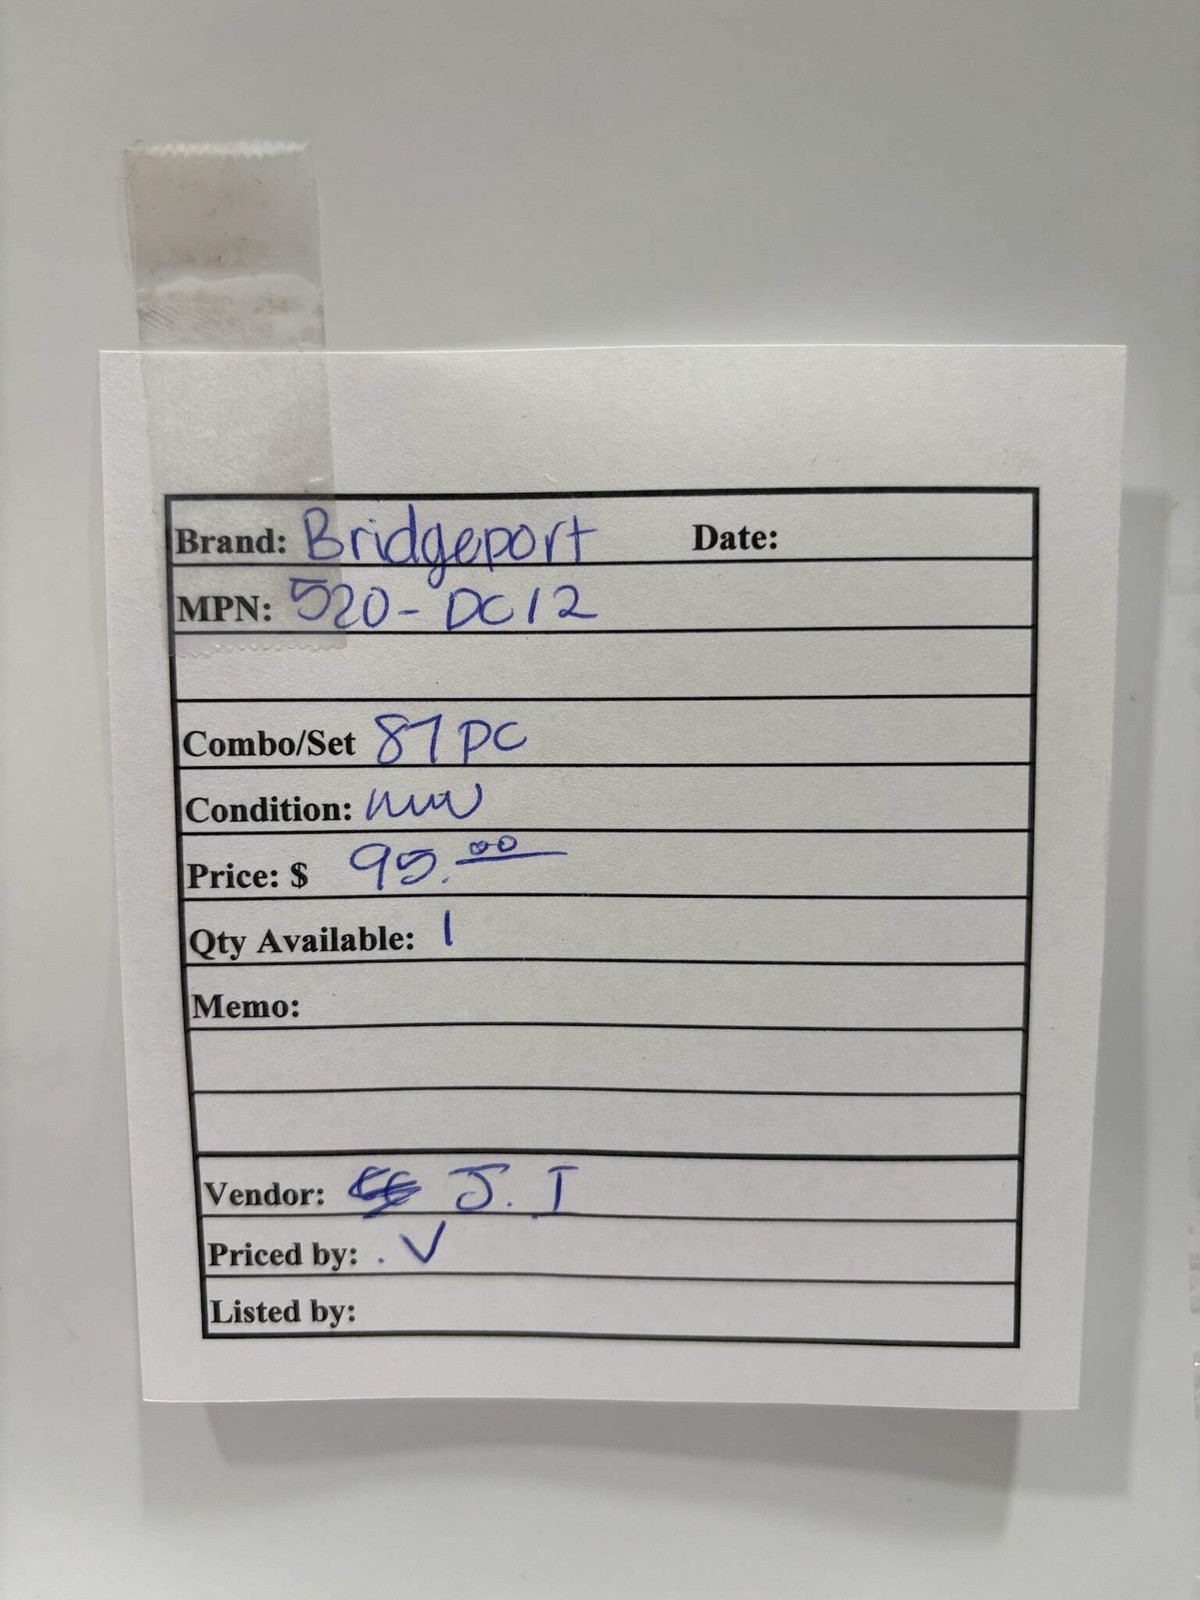 Brand: Bridgeport Date:
MPN: 520-DC12
Combo/Set 87 PC
Condition: new
Price: $ 95.00
Qty Available: 1
Memo:
Vendor: J. I
Priced by: . V
Listed by: